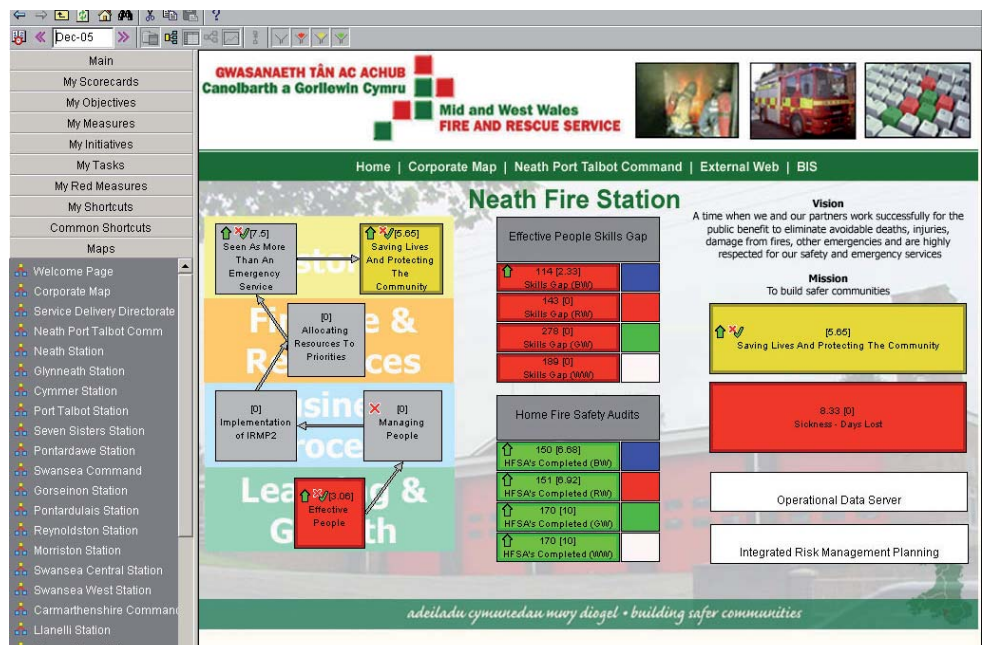 Dec-05
Main
My Scorecards
My Objectives
My Measures
My Initiatives
My Tasks
My Red Measures
My Shortcuts
Common Shortcuts
Maps
Welcome Page
Corporate Map
Service Delivery Directorate
Neath Port Talbot Comm
Neath Station
Glynneath Station
Cymmer Station
Port Talbot Station
Seven Sisters Station
Pontardawe Station
Swansea Command
Gorseinon Station
Pontardulais Station
Reynoldston Station
Morriston Station
Swansea Central Station
Swansea West Station
Carmarthenshire Command
Llanelli Station
GWASANAETH TÂN AC ACHUB
Canolbarth a Gorllewin Cymru
Mid and West Wales
FIRE AND RESCUE SERVICE
Home | Corporate Map | Neath Port Talbot Command | External Web | BIS
Neath Fire Station
[7.5]
Seen As More
Than An
Emergency
Service
[5.65]
Saving Lives
And Protecting
The
Community
[0]
Allocating
Resources To
Priorities
[0]
Implementation
of IRMP2
[0]
Managing
People
[3.06]
Effective
People
Effective People Skills Gap
114 [2.33]
Skills Gap (BW)
143 [0]
Skills Gap (RW)
278 [0]
Skills Gap (GW)
189 [0]
Skills Gap (WW)
Home Fire Safety Audits
150 [6.68]
HFSA's Completed (BW)
151 [6.92]
HFSA's Completed (RW)
170 [10]
HFSA's Completed (GW)
170 [10]
HFSA's Completed (WW)
Vision
A time when we and our partners work successfully for the
public benefit to eliminate avoidable deaths, injuries,
damage from fires, other emergencies and are highly
respected for our safety and emergency services
Mission
To build safer communities
[5.65]
Saving Lives And Protecting The Community
8.33 [0]
Sickness - Days Lost
Operational Data Server
Integrated Risk Management Planning
adeiladu cymunedau mwy diogel • building safer communities